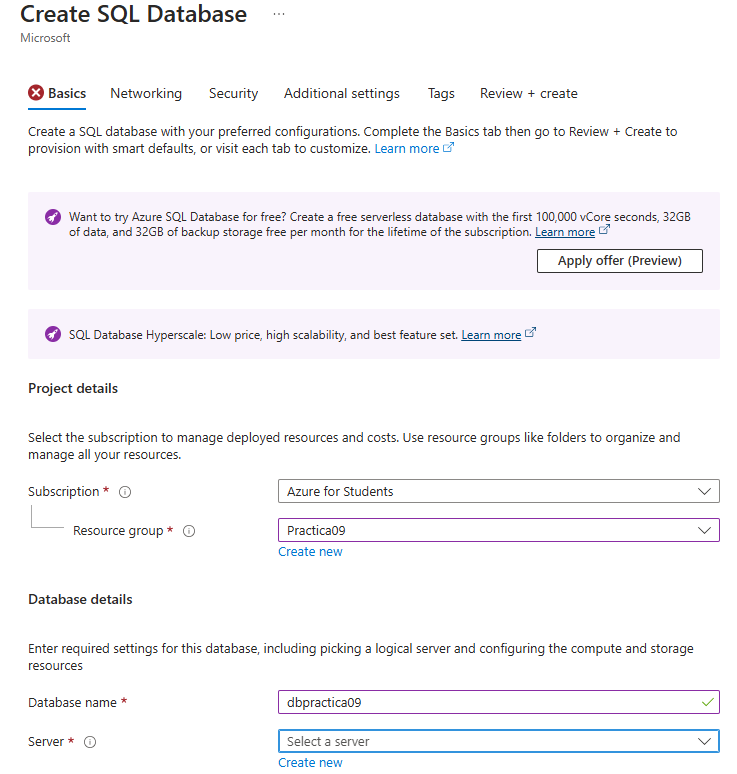 Create SQL Database ...
Microsoft
Basics Networking Security Additional settings Tags Review + create
Create a SQL database with your preferred configurations. Complete the Basics tab then go to Review + Create to
provision with smart defaults, or visit each tab to customize. Learn more
Want to try Azure SQL Database for free? Create a free serverless database with the first 100,000 vCore seconds, 32GB
of data, and 32GB of backup storage free per month for the lifetime of the subscription. Learn more
Apply offer (Preview)
SQL Database Hyperscale: Low price, high scalability, and best feature set. Learn more
Project details
Select the subscription to manage deployed resources and costs. Use resource groups like folders to organize and
manage all your resources.
Subscription * Azure for Students
Resource group * Practica09
Create new
Database details
Enter required settings for this database, including picking a logical server and configuring the compute and storage
resources
Database name * dbpractica09
Server * Select a server
Create new